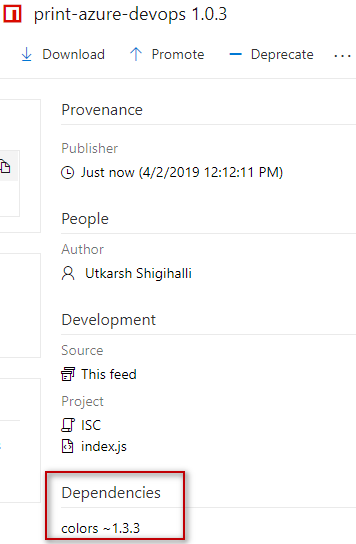 print-azure-devops 1.0.3
Download Promote Deprecate ...
Provenance
Publisher
Just now (4/2/2019 12:12:11 PM)
People
Author
Utkarsh Shigihalli
Development
Source
This feed
Project
ISC
index.js
Dependencies
colors ~1.3.3